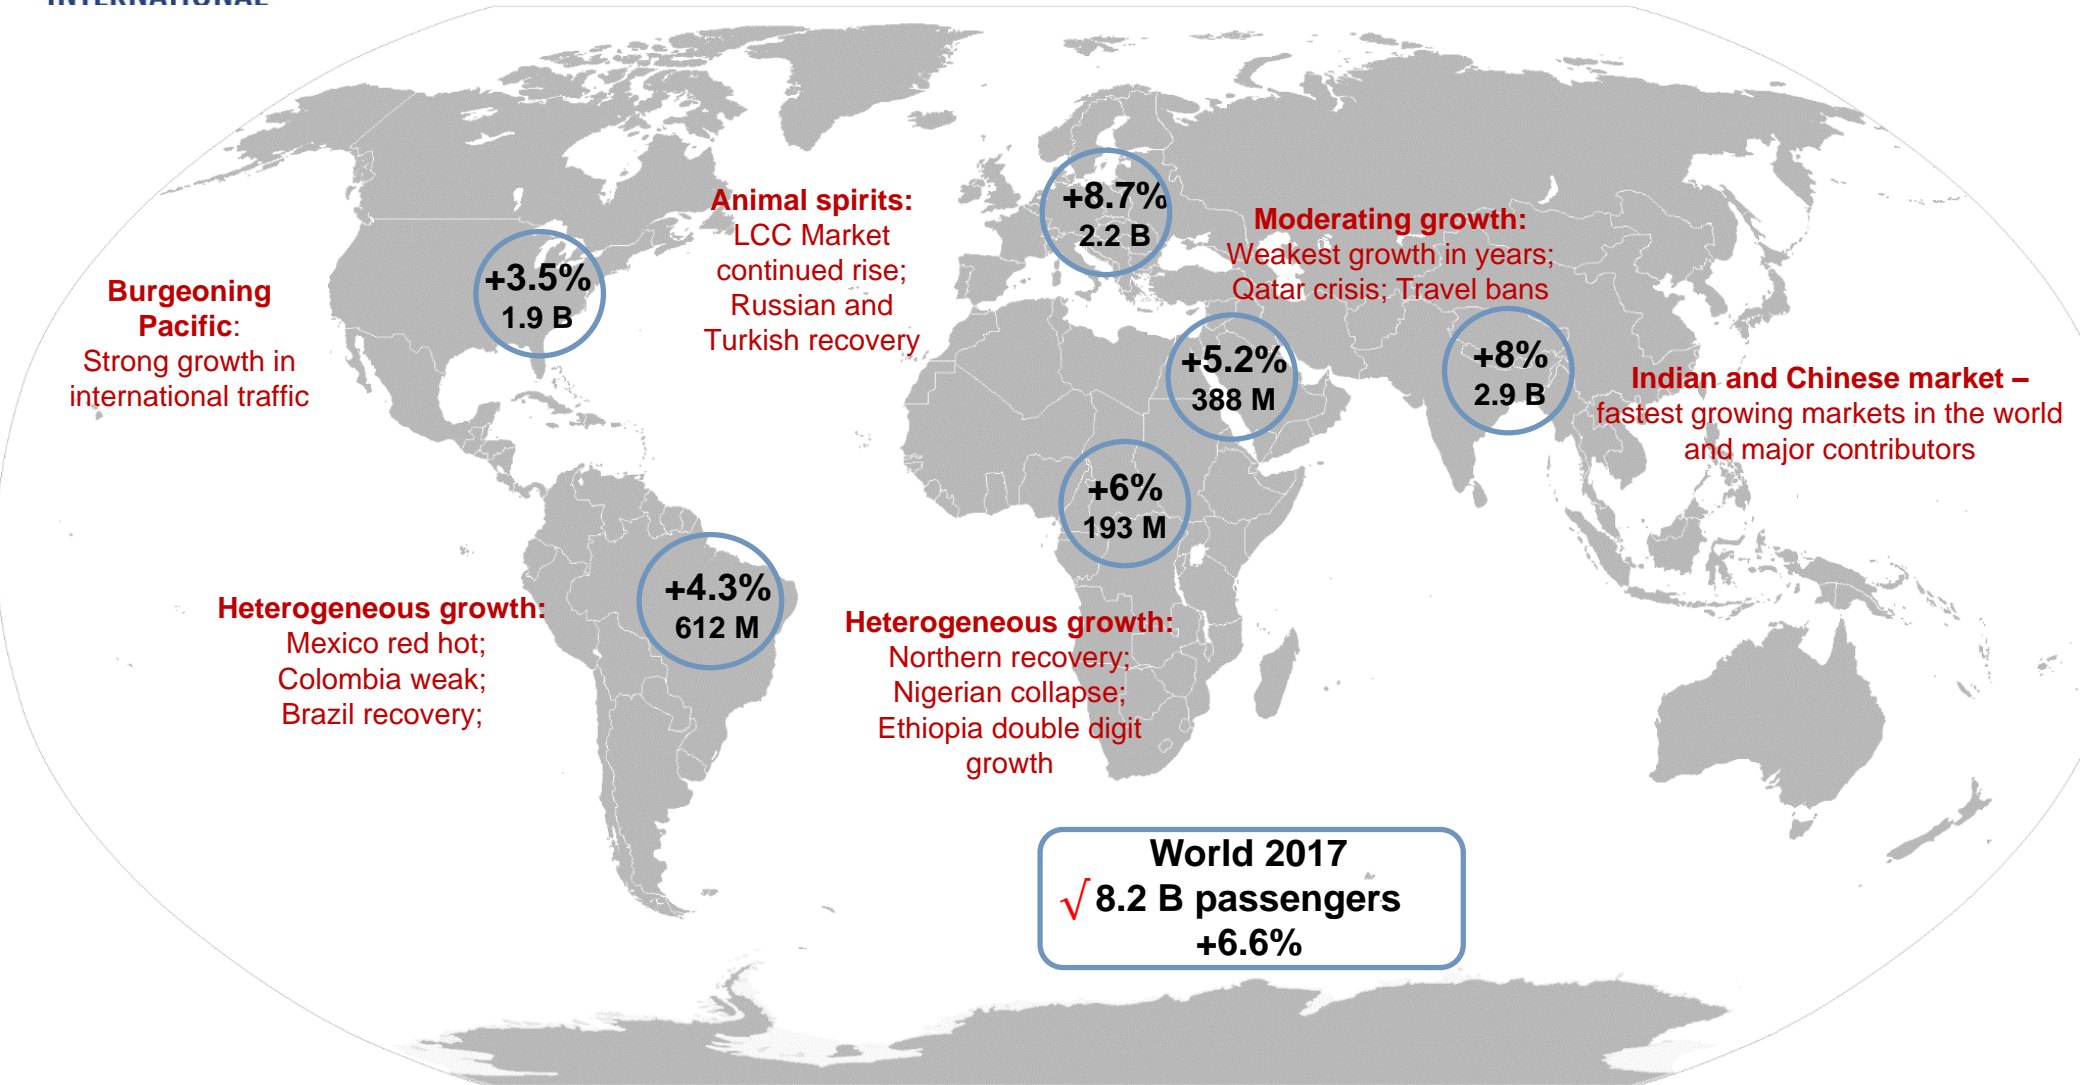 INTERNATIONAL
Burgeoning
Pacific:
Strong growth in
international traffic
+3.5%
1.9 B
Animal spirits:
LCC Market
continued rise;
Russian and
Turkish recovery
+8.7%
2.2 B
Moderating growth:
Weakest growth in years;
Qatar crisis; Travel bans
+5.2%
388 M
+8%
2.9 B
Indian and Chinese market –
fastest growing markets in the world
and major contributors
+6%
193 M
+4.3%
612 M
Heterogeneous growth:
Mexico red hot;
Colombia weak;
Brazil recovery;
Heterogeneous growth:
Northern recovery;
Nigerian collapse;
Ethiopia double digit
growth
World 2017
√ 8.2 B passengers
+6.6%